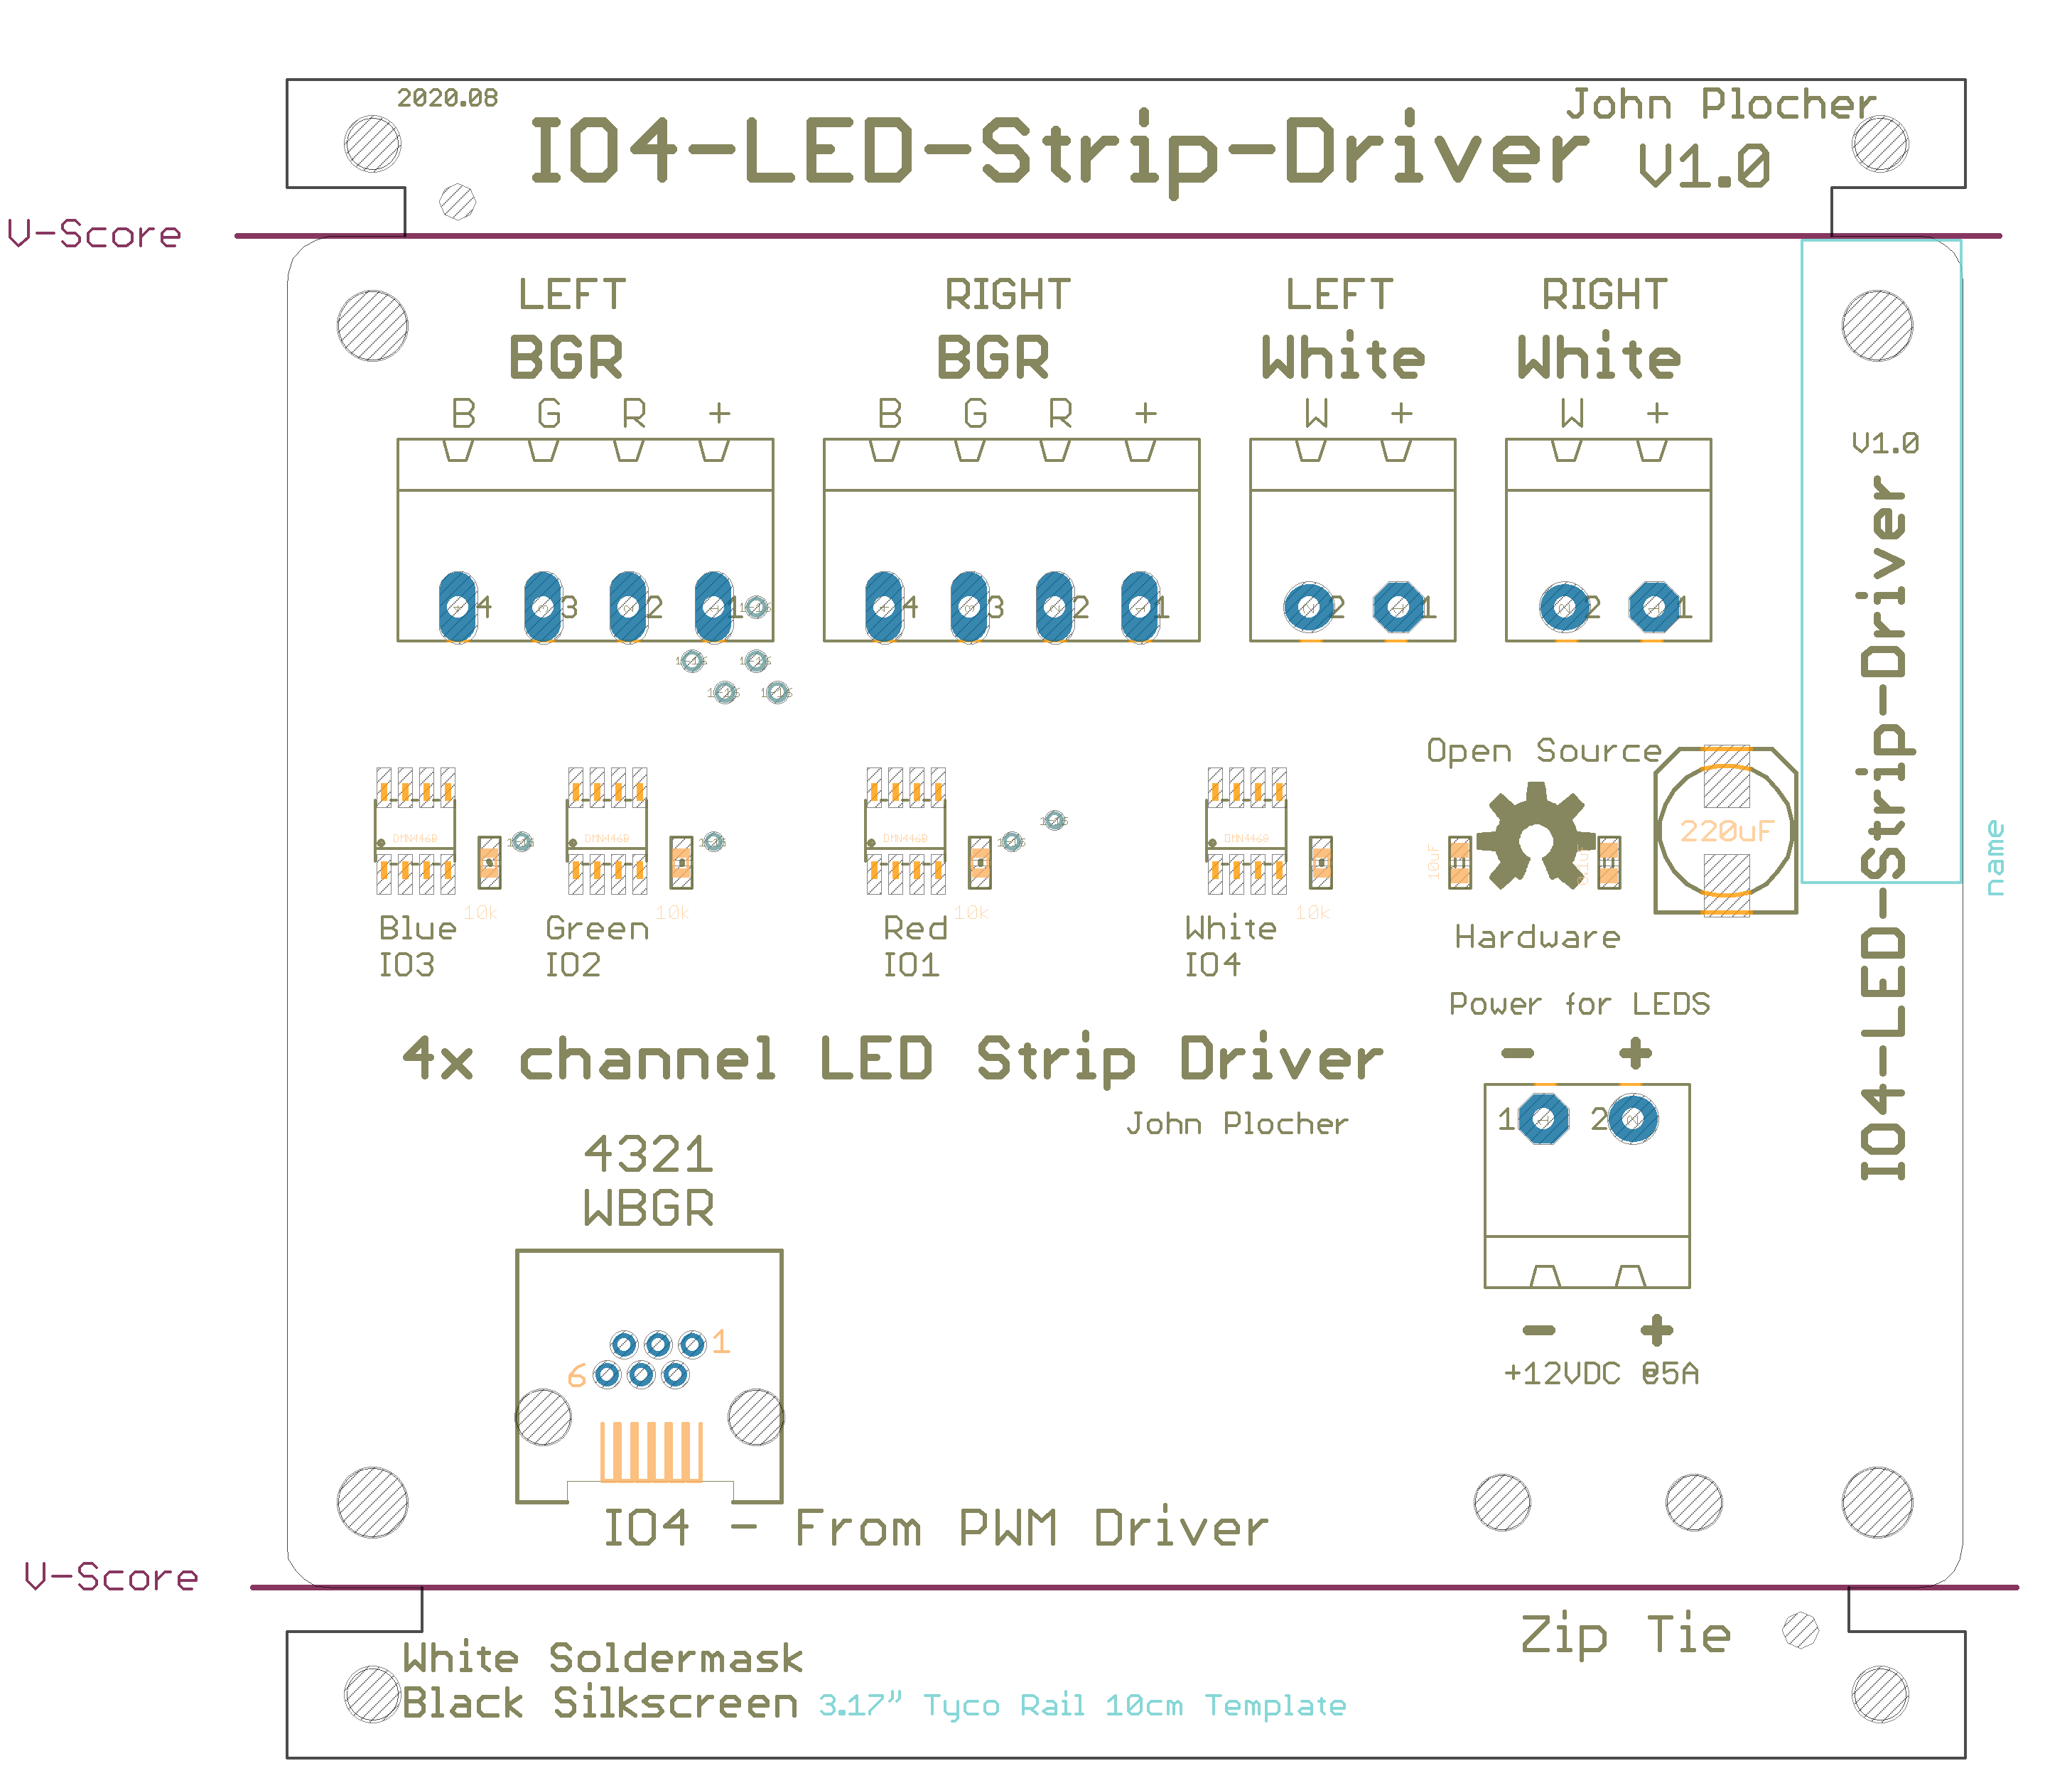 2020.08
IO4-LED-Strip-Driver
John Plocher
V1.0
V-Score
LEFT
RIGHT
LEFT
RIGHT
BGR
BGR
White
White
B G R +
B G R +
W +
W +
V1.0
4 3 2 1
4 3 2 1
2 1
2 1
IO4-LED-Strip-Driver
name
Open Source
DMN4468
DMN4468
DMN4468
DMN4468
10uF
220uF
10k
10k
10k
10k
Blue
IO3
Green
IO2
Red
IO1
White
IO4
Hardware
Power for LEDS
- +
4x channel LED Strip Driver
John Plocher
1 2
4321
WBGR
1
6
- +
+12VDC @5A
IO4 - From PWM Driver
V-Score
Zip Tie
White Soldermask
Black Silkscreen
3.17" Tyco Rail 10cm Template